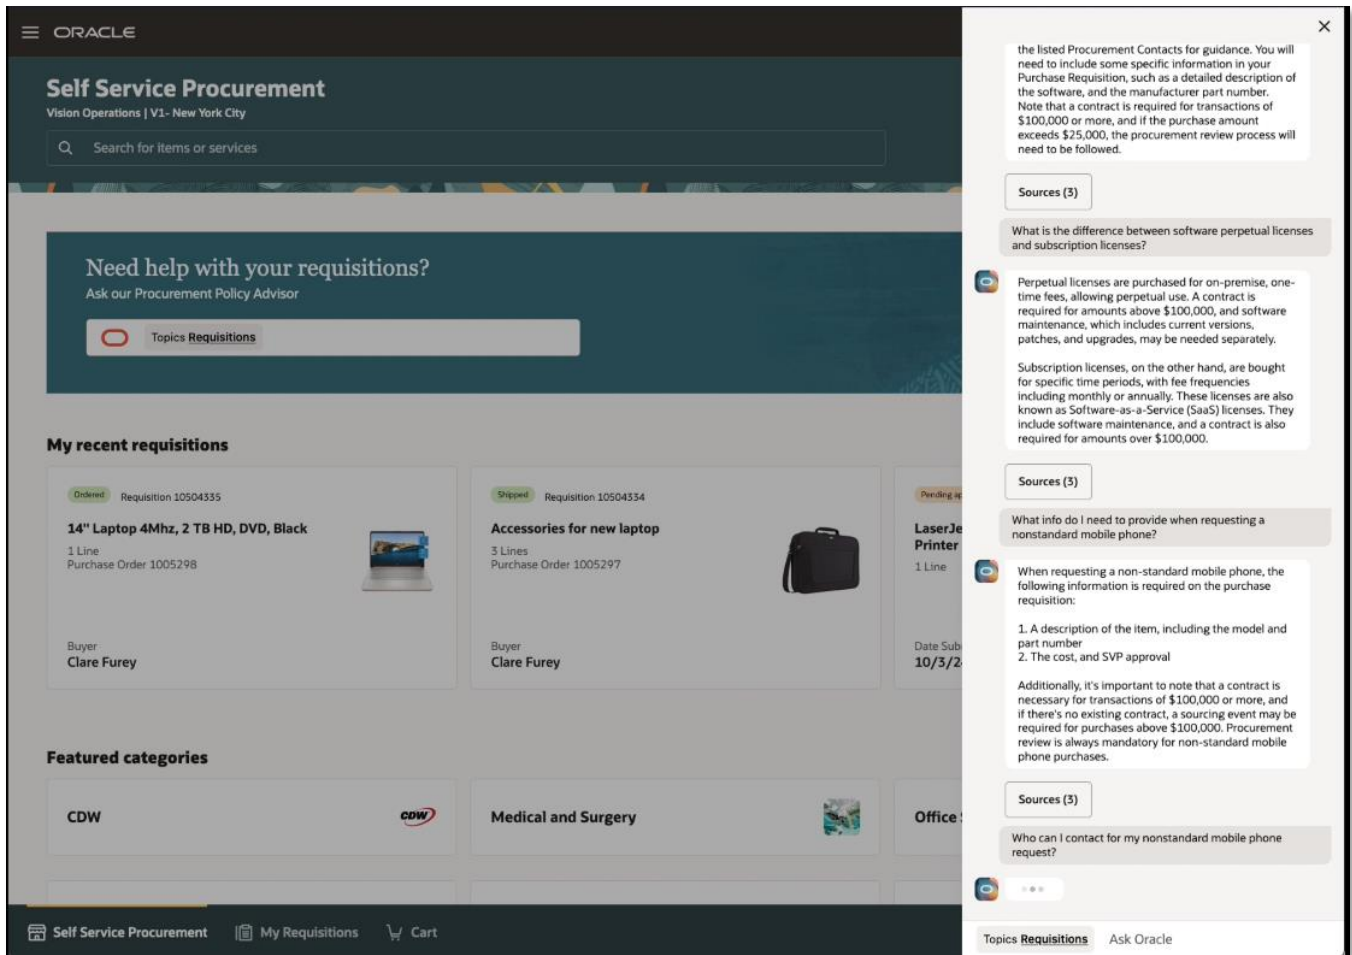 ORACLE
Self Service Procurement
Vision Operations | V1- New York City
Search for items or services
Need help with your requisitions?
Ask our Procurement Policy Advisor
Topics Requisitions
My recent requisitions
Ordered Requisition 10504335
14" Laptop 4Mhz, 2 TB HD, DVD, Black
1 Line
Purchase Order 1005298
Buyer
Clare Furey
Shipped Requisition 10504334
Accessories for new laptop
3 Lines
Purchase Order 1005297
Buyer
Clare Furey
Pending ap
LaserJe
Printer
1 Line
Date Sub
10/3/2
Featured categories
CDW
CDW
Medical and Surgery
Office
Self Service Procurement
My Requisitions
Cart
the listed Procurement Contacts for guidance. You will
need to include some specific information in your
Purchase Requisition, such as a detailed description of
the software, and the manufacturer part number.
Note that a contract is required for transactions of
$100,000 or more, and if the purchase amount
exceeds $25,000, the procurement review process will
need to be followed.
Sources (3)
What is the difference between software perpetual licenses
and subscription licenses?
Perpetual licenses are purchased for on-premise, one-
time fees, allowing perpetual use. A contract is
required for amounts above $100,000, and software
maintenance, which includes current versions,
patches, and upgrades, may be needed separately.
Subscription licenses, on the other hand, are bought
for specific time periods, with fee frequencies
including monthly or annually. These licenses are also
known as Software-as-a-Service (SaaS) licenses. They
include software maintenance, and a contract is also
required for amounts over $100,000.
Sources (3)
What info do I need to provide when requesting a
nonstandard mobile phone?
When requesting a non-standard mobile phone, the
following information is required on the purchase
requisition:
1. A description of the item, including the model and
part number
2. The cost, and SVP approval
Additionally, it's important to note that a contract is
necessary for transactions of $100,000 or more, and
if there's no existing contract, a sourcing event may be
required for purchases above $100,000. Procurement
review is always mandatory for non-standard mobile
phone purchases.
Sources (3)
Who can I contact for my nonstandard mobile phone
request?
Topics Requisitions
Ask Oracle